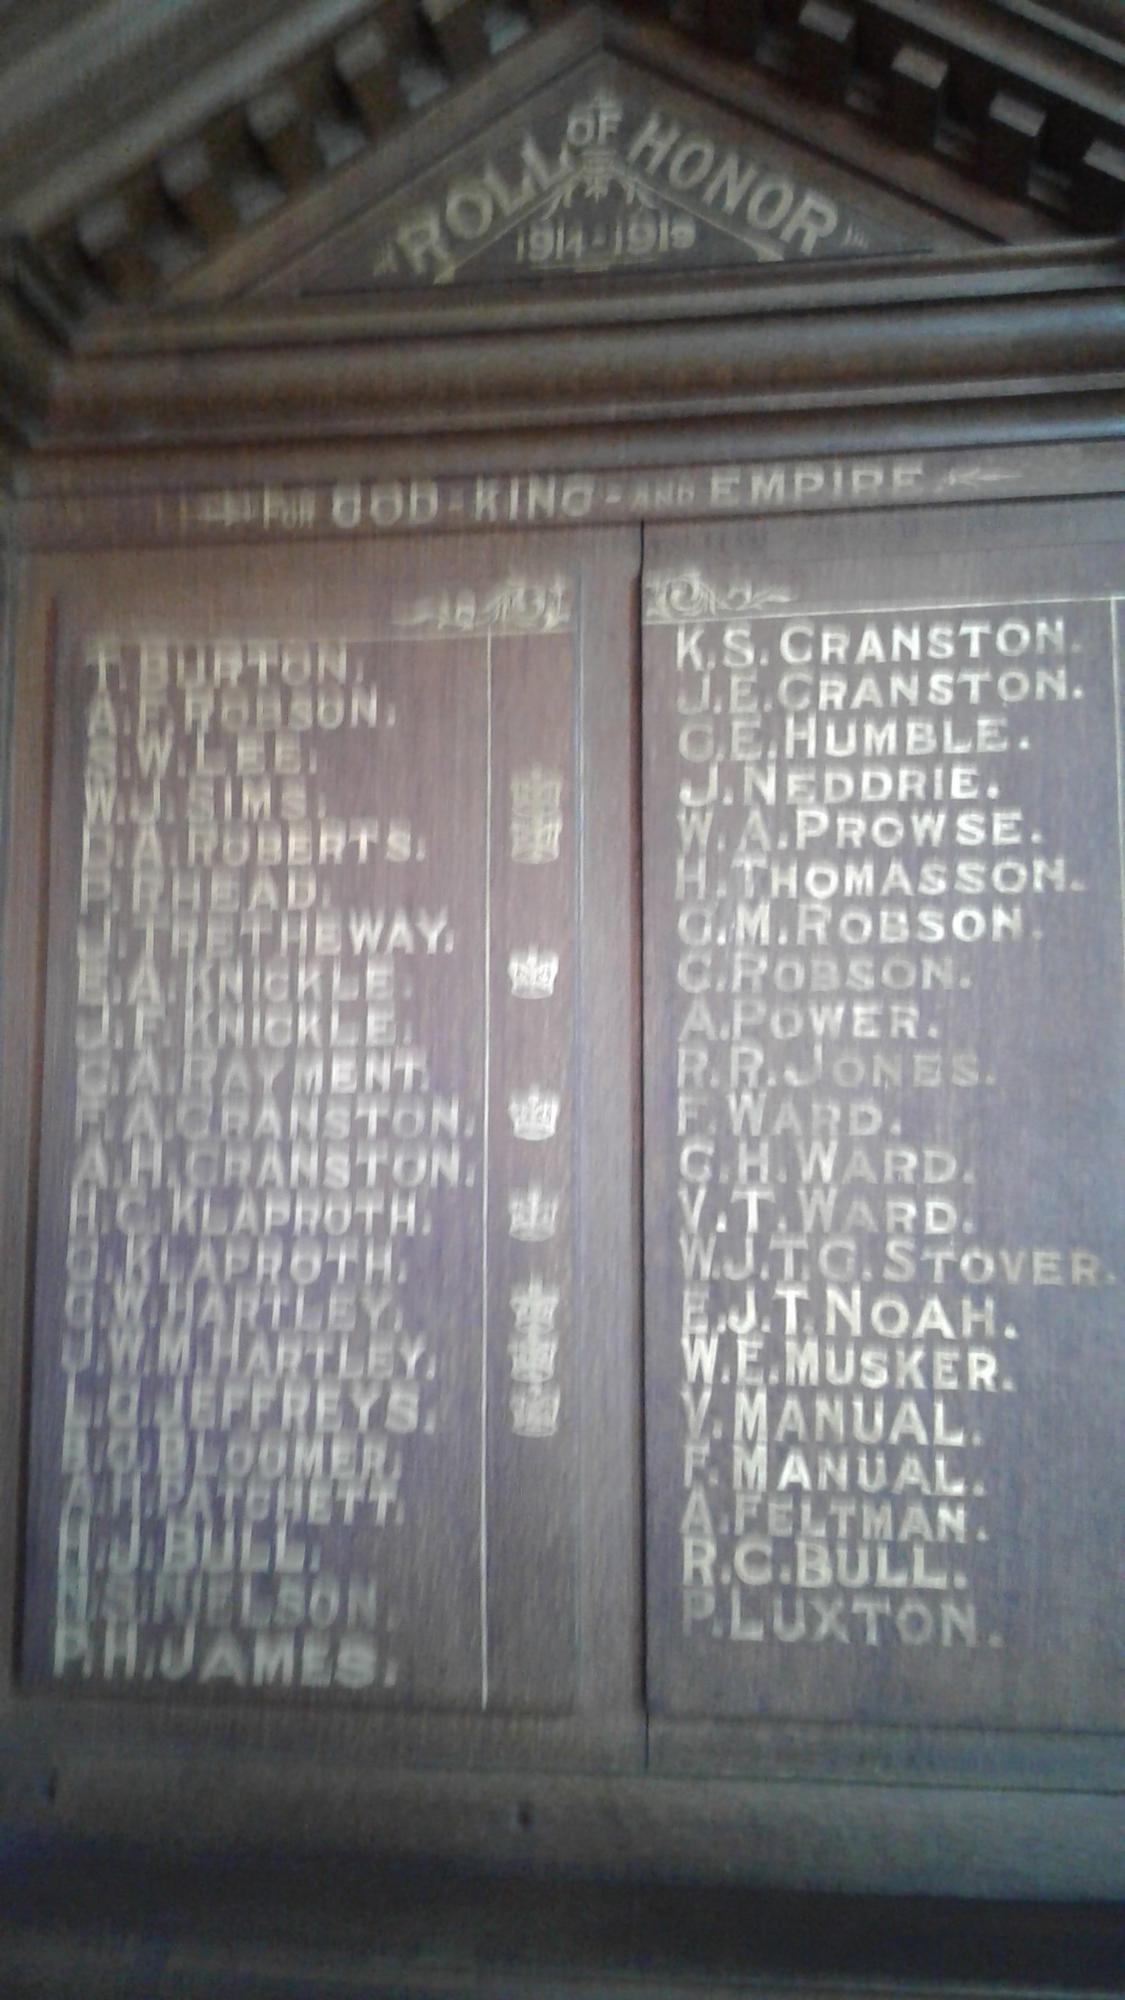 ROLL OF HONOR
1914-1919
FOR GOD-KING-AND EMPIRE.
T. BURTON.
A.F. ROBSON.
S.W. LEE.
W.J. SIMS.
D.A. ROBERTS.
P. RHEAD.
J. TRETHEWAY.
E.A. KNICKLE.
J.F. KNICKLE.
C.A. RAYMENT.
F.A. CRANSTON.
A.H. CRANSTON.
H.C. KLAPROTH.
G. KLAPROTH.
G.W. HARTLEY.
J.W.M. HARTLEY.
L.G. JEFFREYS.
BLOOMER.
A.H. PATCHETT.
H.J. BULL.
NIELSON.
P.H. JAMES.
K.S. CRANSTON.
J.E. CRANSTON.
C.E. HUMBLE.
J. NEDDRIE.
W.A. PROWSE.
H. THOMASSON.
G.M. ROBSON.
C. ROBSON.
A. POWER.
R.R. JONES.
F. WARD.
G.H. WARD.
V.T. WARD.
W.J.T.G. STOVER.
E.J.T. NOAH.
W.E. MUSKER.
V. MANUAL.
F. MANUAL.
A. FELTMAN.
R.C. BULL.
P. LUXTON.